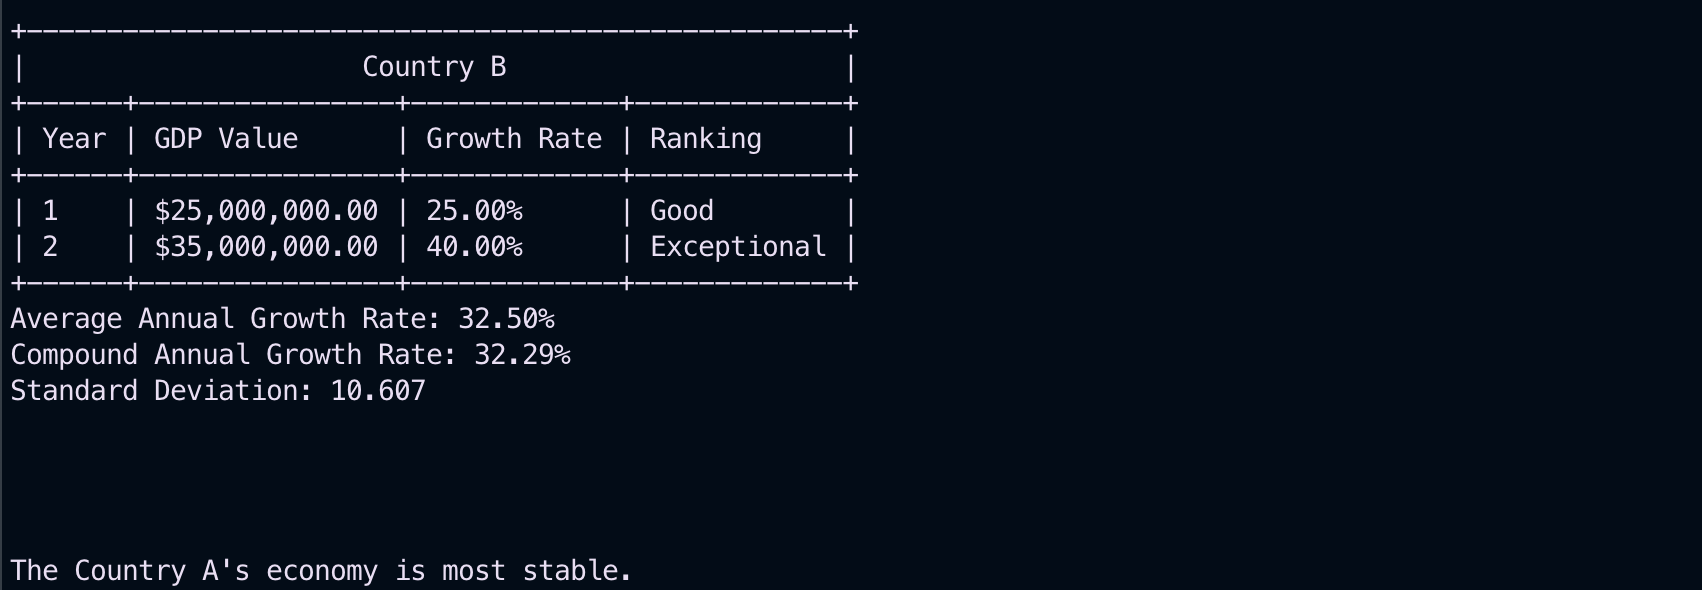 +---------------------------------------------------+
|                     Country B                     |
+------+----------------+-------------+-------------+
| Year | GDP Value      | Growth Rate | Ranking     |
+------+----------------+-------------+-------------+
| 1    | $25,000,000.00 | 25.00%      | Good        |
| 2    | $35,000,000.00 | 40.00%      | Exceptional |
+------+----------------+-------------+-------------+
Average Annual Growth Rate: 32.50%
Compound Annual Growth Rate: 32.29%
Standard Deviation: 10.607
The Country A's economy is most stable.